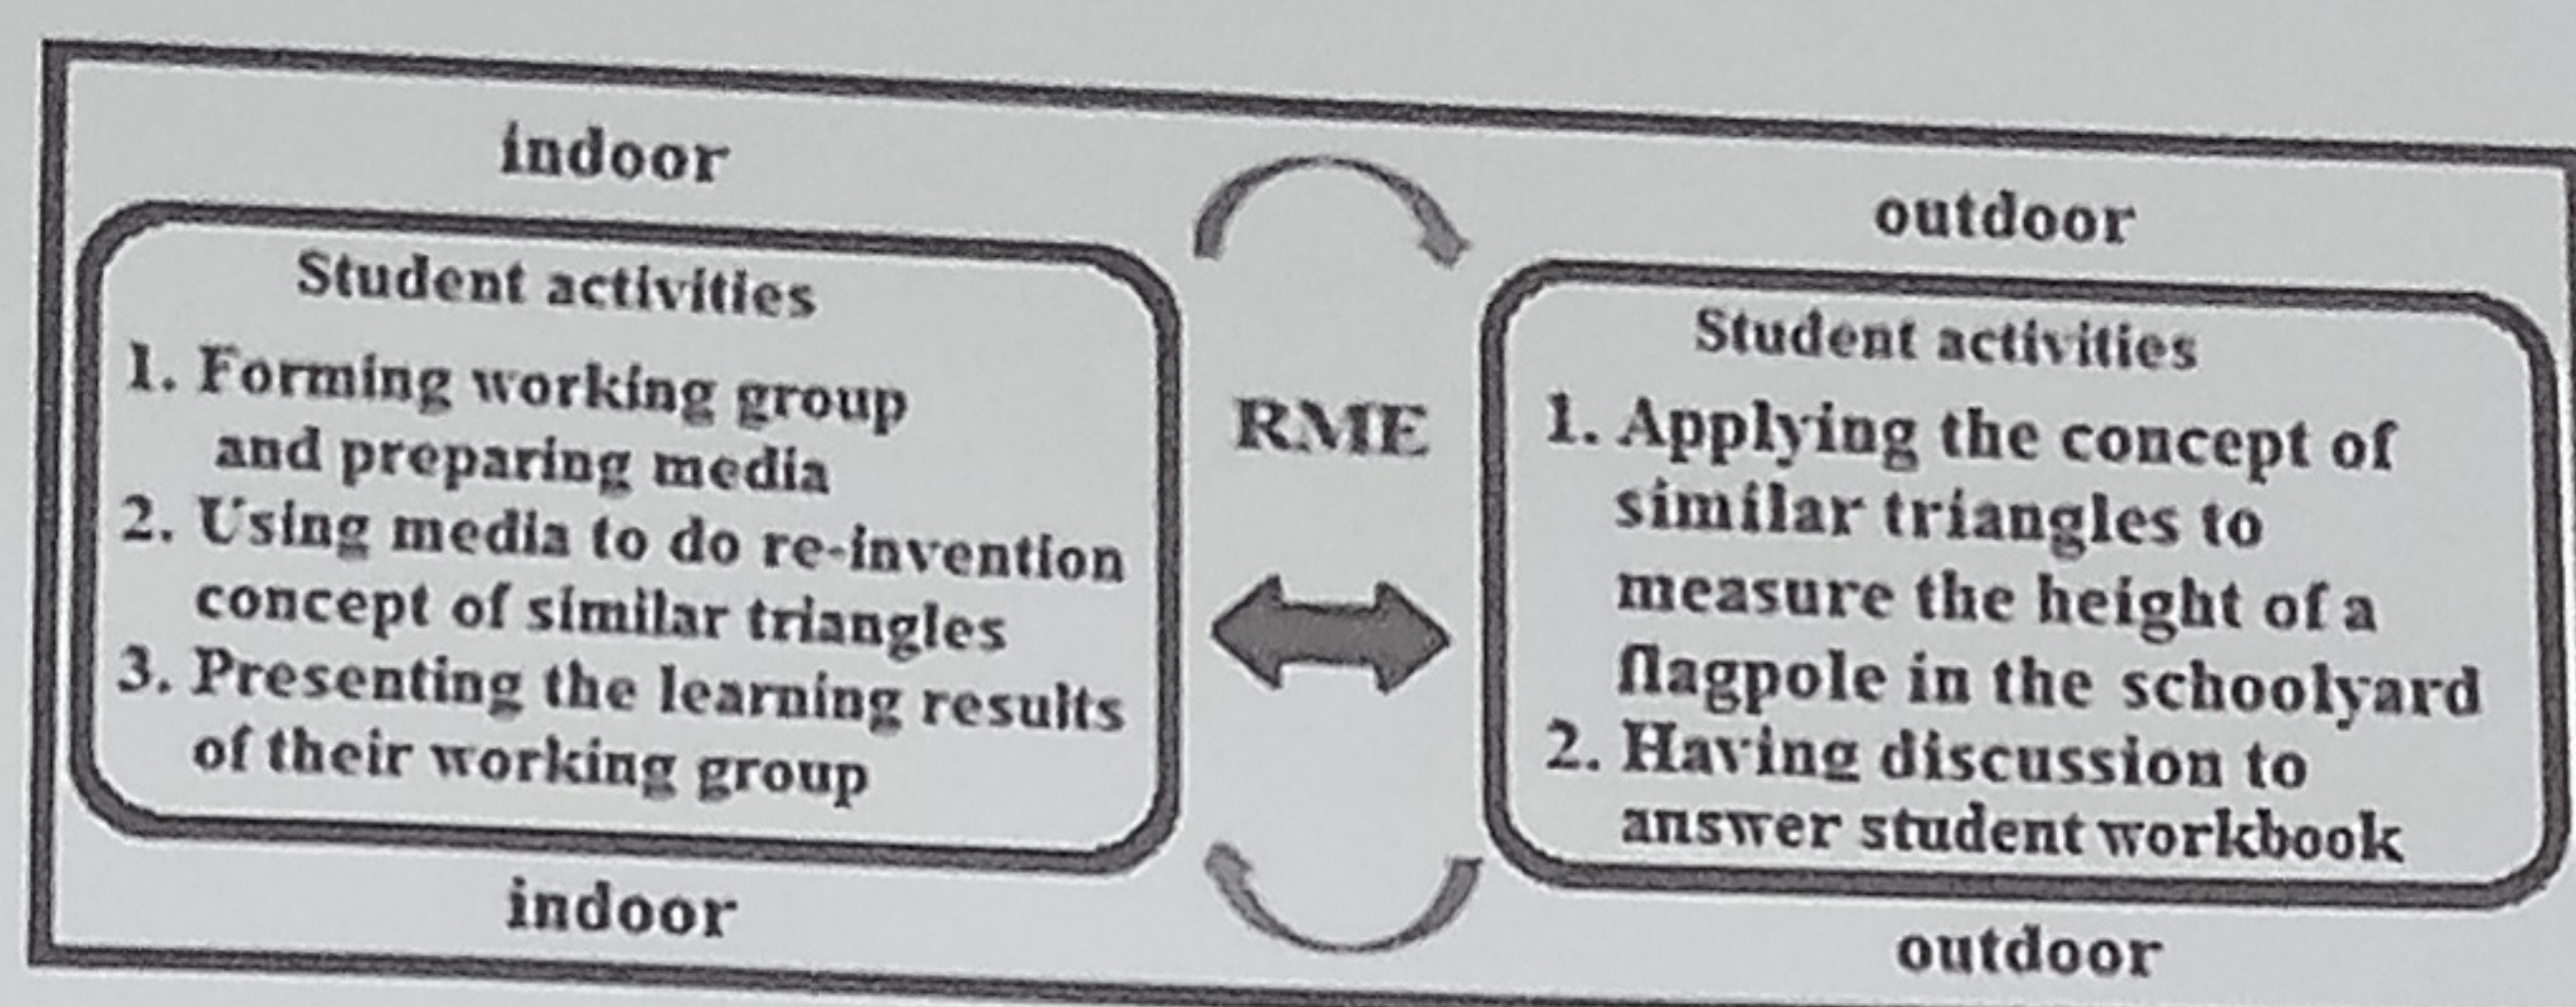 indoor
Student activities
1. Forming working group
and preparing media
2. Using media to do re-invention
concept of similar triangles
3. Presenting the learning results
of their working group
indoor
RME
outdoor
Student activities
1. Applying the concept of
similar triangles to
measure the height of a
flagpole in the schoolyard
2. Having discussion to
answer student workbook
outdoor